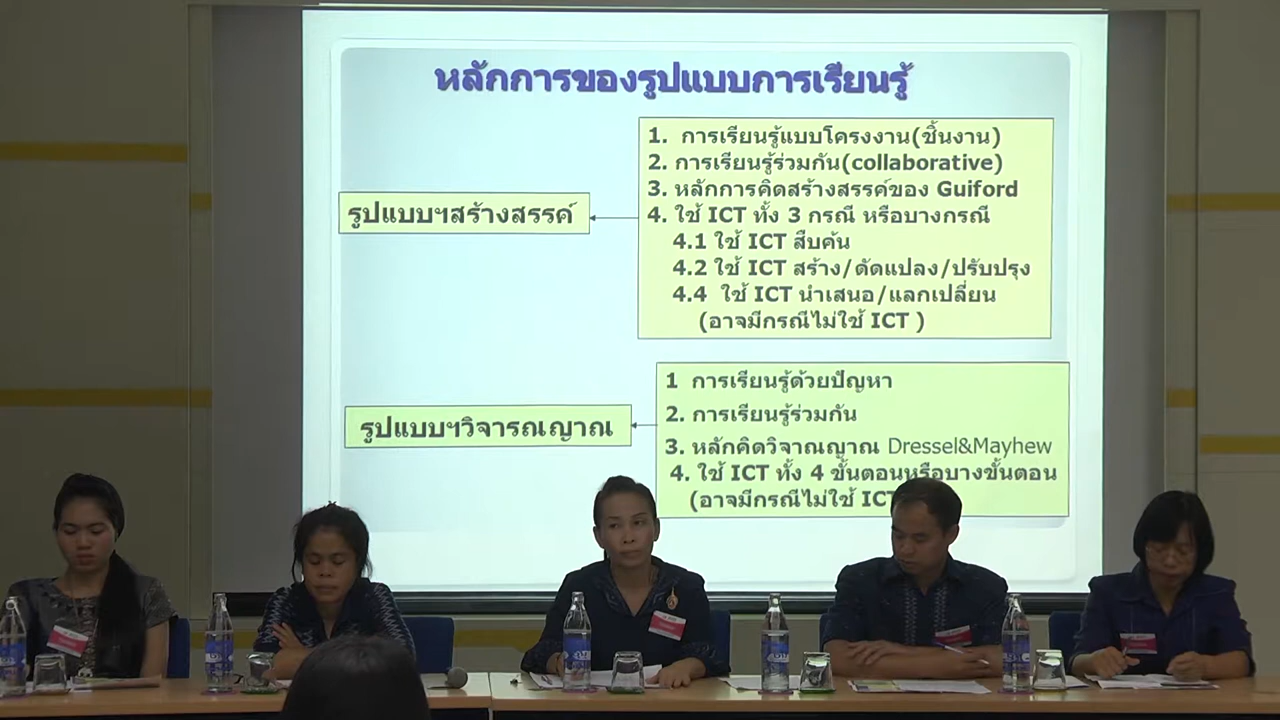 หลักการของรูปแบบการเรียนรู้
1. การเรียนรู้แบบโครงงาน(ชิ้นงาน)
2. การเรียนรู้ร่วมกัน(collaborative)
3. หลักการคิดสร้างสรรค์ของ Guiford
รูปแบบฯสร้างสรรค์
4. ใช้ ICT ทั้ง 3 กรณี หรือบางกรณี
4.1 ใช้ ICT สืบค้น
4.2 ใช้ ICT สร้าง/ดัดแปลง/ปรับปรุง
4.4 ใช้ ICT นำเสนอ/แลกเปลี่ยน
(อาจมีกรณีไม่ใช้ ICT )
1 การเรียนรู้ด้วยปัญหา
2. การเรียนรู้ร่วมกัน
รูปแบบฯวิจารณญาณ
3. หลักคิดวิจาณญาณ Dressel&Mayhew
4. ใช้ ICT ทั้ง 4 ขั้นตอนหรือบางขั้นตอน
(อาจมีกรณีไม่ใช้ ICT